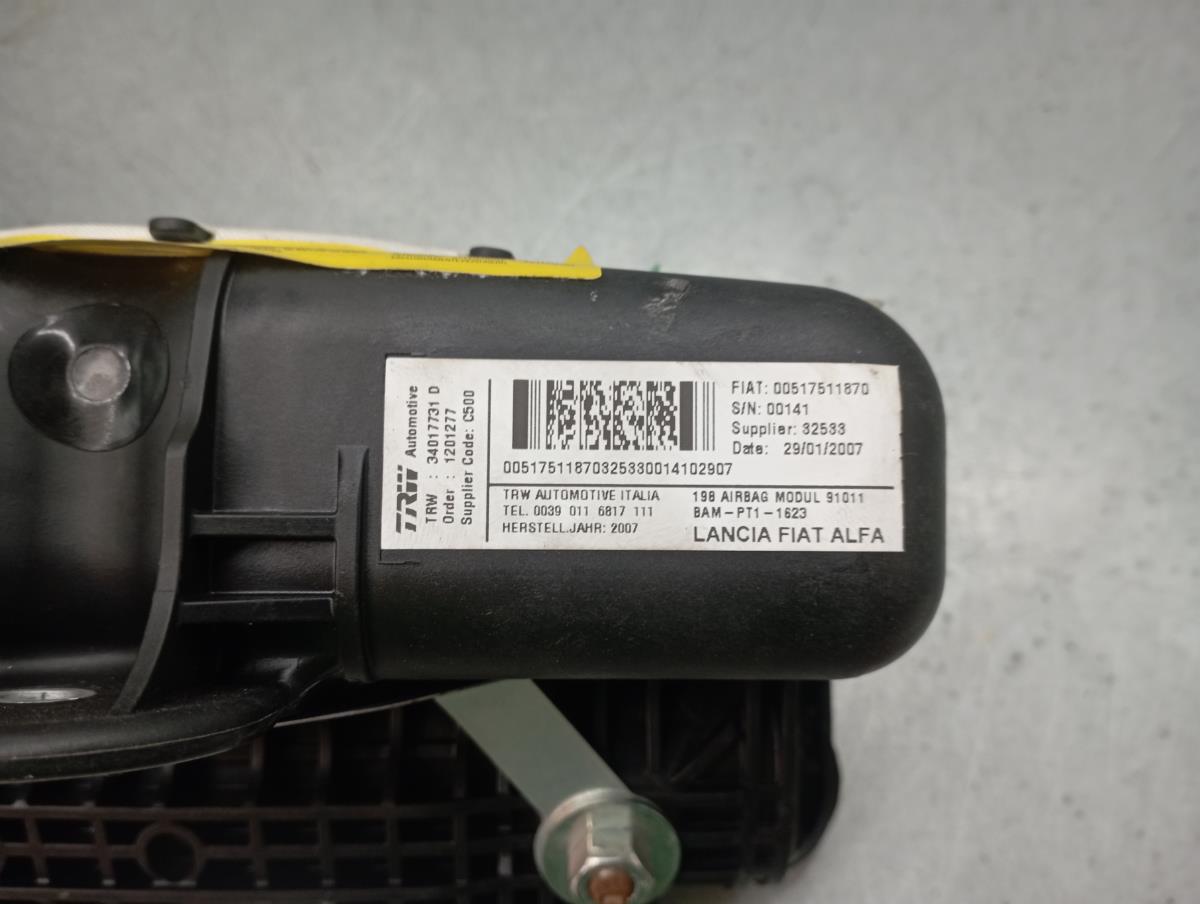 TRW Automotive
TRW : 34017731 D
Order : 1201277
Supplier Code: C500
FIAT: 00517511870
S/N: 00141
Supplier: 32533
Date: 29/01/2007
00517511870325330014102907
TRW AUTOMOTIVE ITALIA
TEL. 0039 011 6817 111
HERSTELL.JAHR: 2007
198 AIRBAG MODUL 91011
BAM-PT1-1623
LANCIA FIAT ALFA